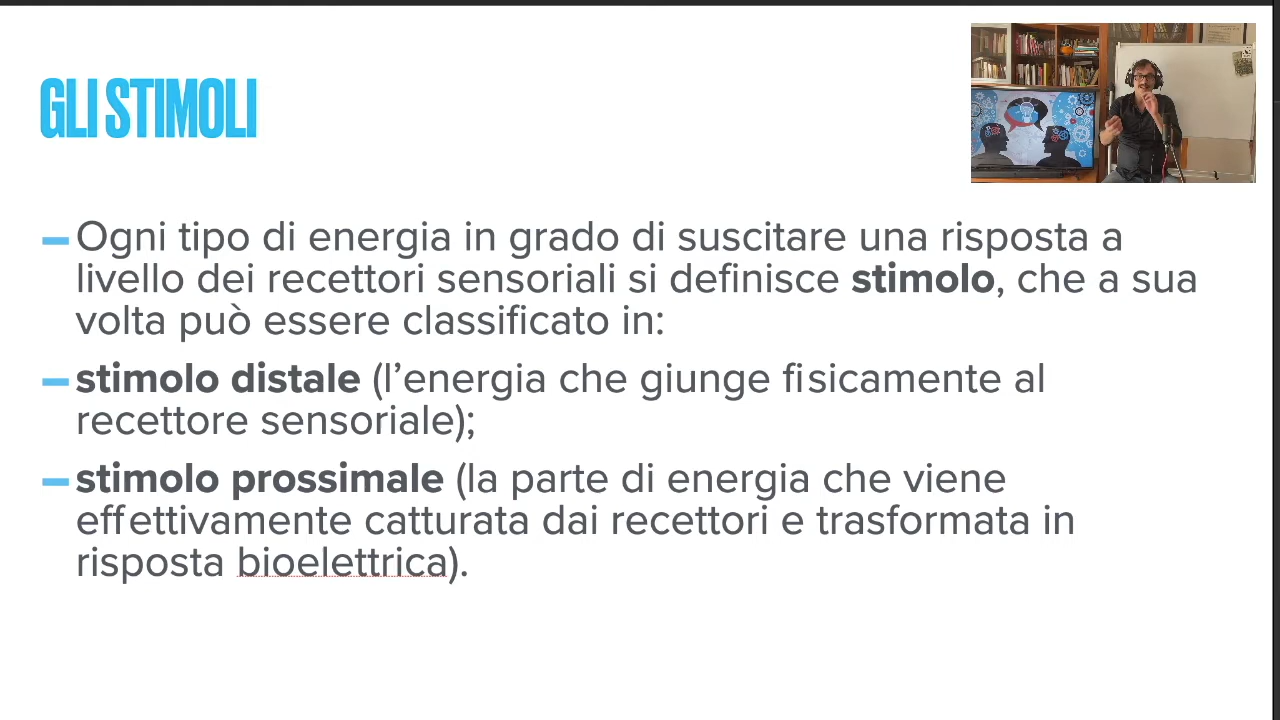 GLI STIMOLI
Ogni tipo di energia in grado di suscitare una risposta a
livello dei recettori sensoriali si definisce stimolo, che a sua
volta può essere classificato in:
stimolo distale (l’energia che giunge fisicamente al
recettore sensoriale);
stimolo prossimale (la parte di energia che viene
effettivamente catturata dai recettori e trasformata in
risposta bioelettrica).